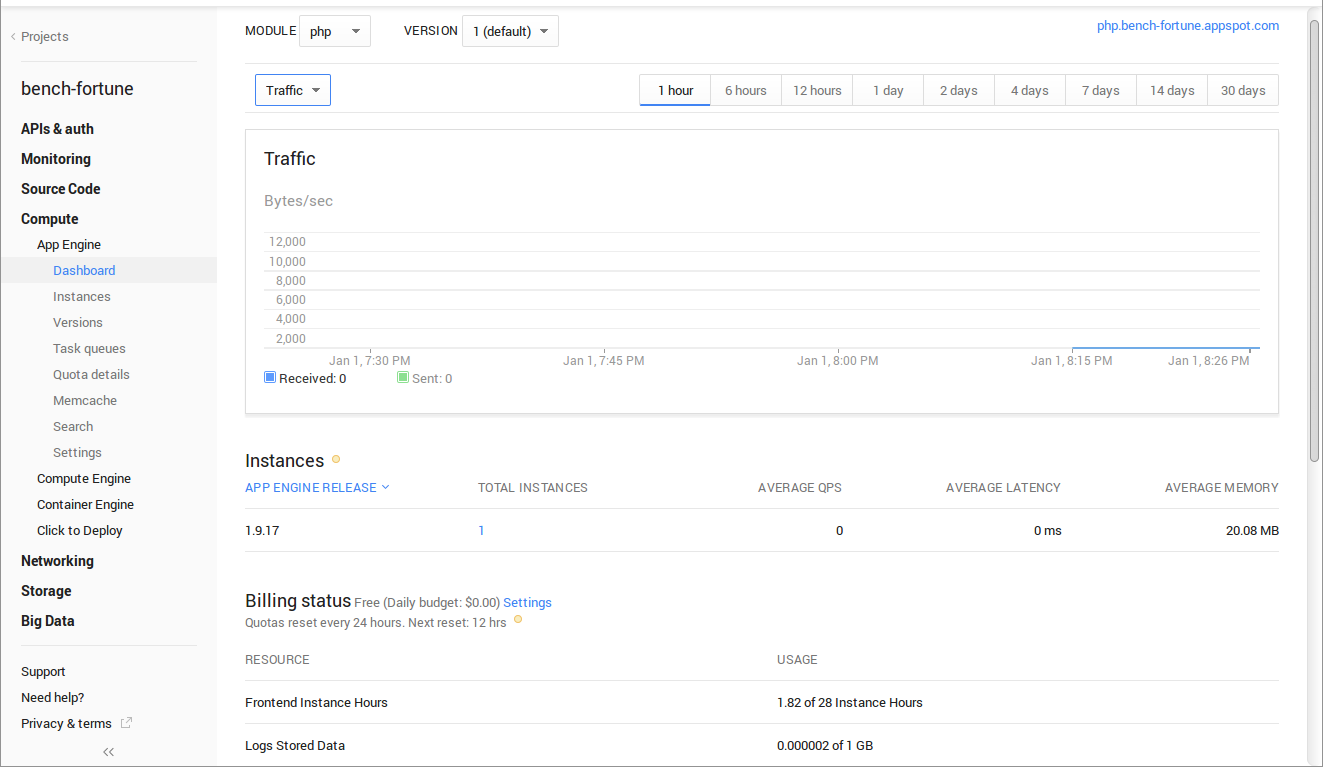 Projects
bench-fortune
APIs & auth
Monitoring
Source Code
Compute
App Engine
Dashboard
Instances
Versions
Task queues
Quota details
Memcache
Search
Settings
Compute Engine
Container Engine
Click to Deploy
Networking
Storage
Big Data
Support
Need help?
Privacy & terms
MODULE php VERSION 1 (default) php.bench-fortune.appspot.com
Traffic 1 hour 6 hours 12 hours 1 day 2 days 4 days 7 days 14 days 30 days
Traffic
Bytes/sec
12,000
10,000
8,000
6,000
4,000
2,000
Jan 1, 7:30 PM Jan 1, 7:45 PM Jan 1, 8:00 PM Jan 1, 8:15 PM Jan 1, 8:26 PM
Received: 0 Sent: 0
Instances
APP ENGINE RELEASE TOTAL INSTANCES AVERAGE QPS AVERAGE LATENCY AVERAGE MEMORY
1.9.17 1 0 0 ms 20.08 MB
Billing status Free (Daily budget: $0.00) Settings
Quotas reset every 24 hours. Next reset: 12 hrs
RESOURCE USAGE
Frontend Instance Hours 1.82 of 28 Instance Hours
Logs Stored Data 0.000002 of 1 GB